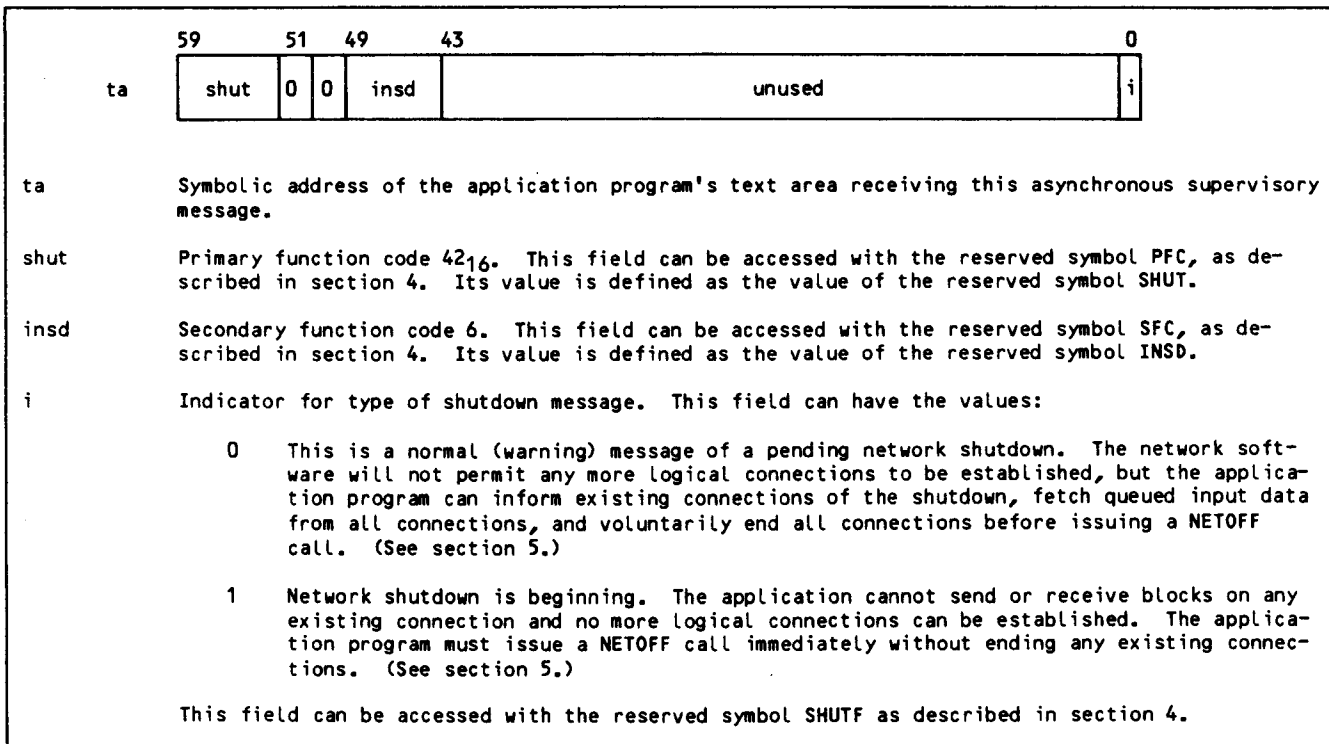 59 51 49 43 0
ta shut 0 0 insd unused i
ta Symbolic address of the application program's text area receiving this asynchronous supervisory
message.
shut Primary function code 42₁₆. This field can be accessed with the reserved symbol PFC, as de-
scribed in section 4. Its value is defined as the value of the reserved symbol SHUT.
insd Secondary function code 6. This field can be accessed with the reserved symbol SFC, as de-
scribed in section 4. Its value is defined as the value of the reserved symbol INSD.
i Indicator for type of shutdown message. This field can have the values:
0 This is a normal (warning) message of a pending network shutdown. The network soft-
ware will not permit any more logical connections to be established, but the applica-
tion program can inform existing connections of the shutdown, fetch queued input data
from all connections, and voluntarily end all connections before issuing a NETOFF
call. (See section 5.)
1 Network shutdown is beginning. The application cannot send or receive blocks on any
existing connection and no more logical connections can be established. The applica-
tion program must issue a NETOFF call immediately without ending any existing connec-
tions. (See section 5.)
This field can be accessed with the reserved symbol SHUTF as described in section 4.